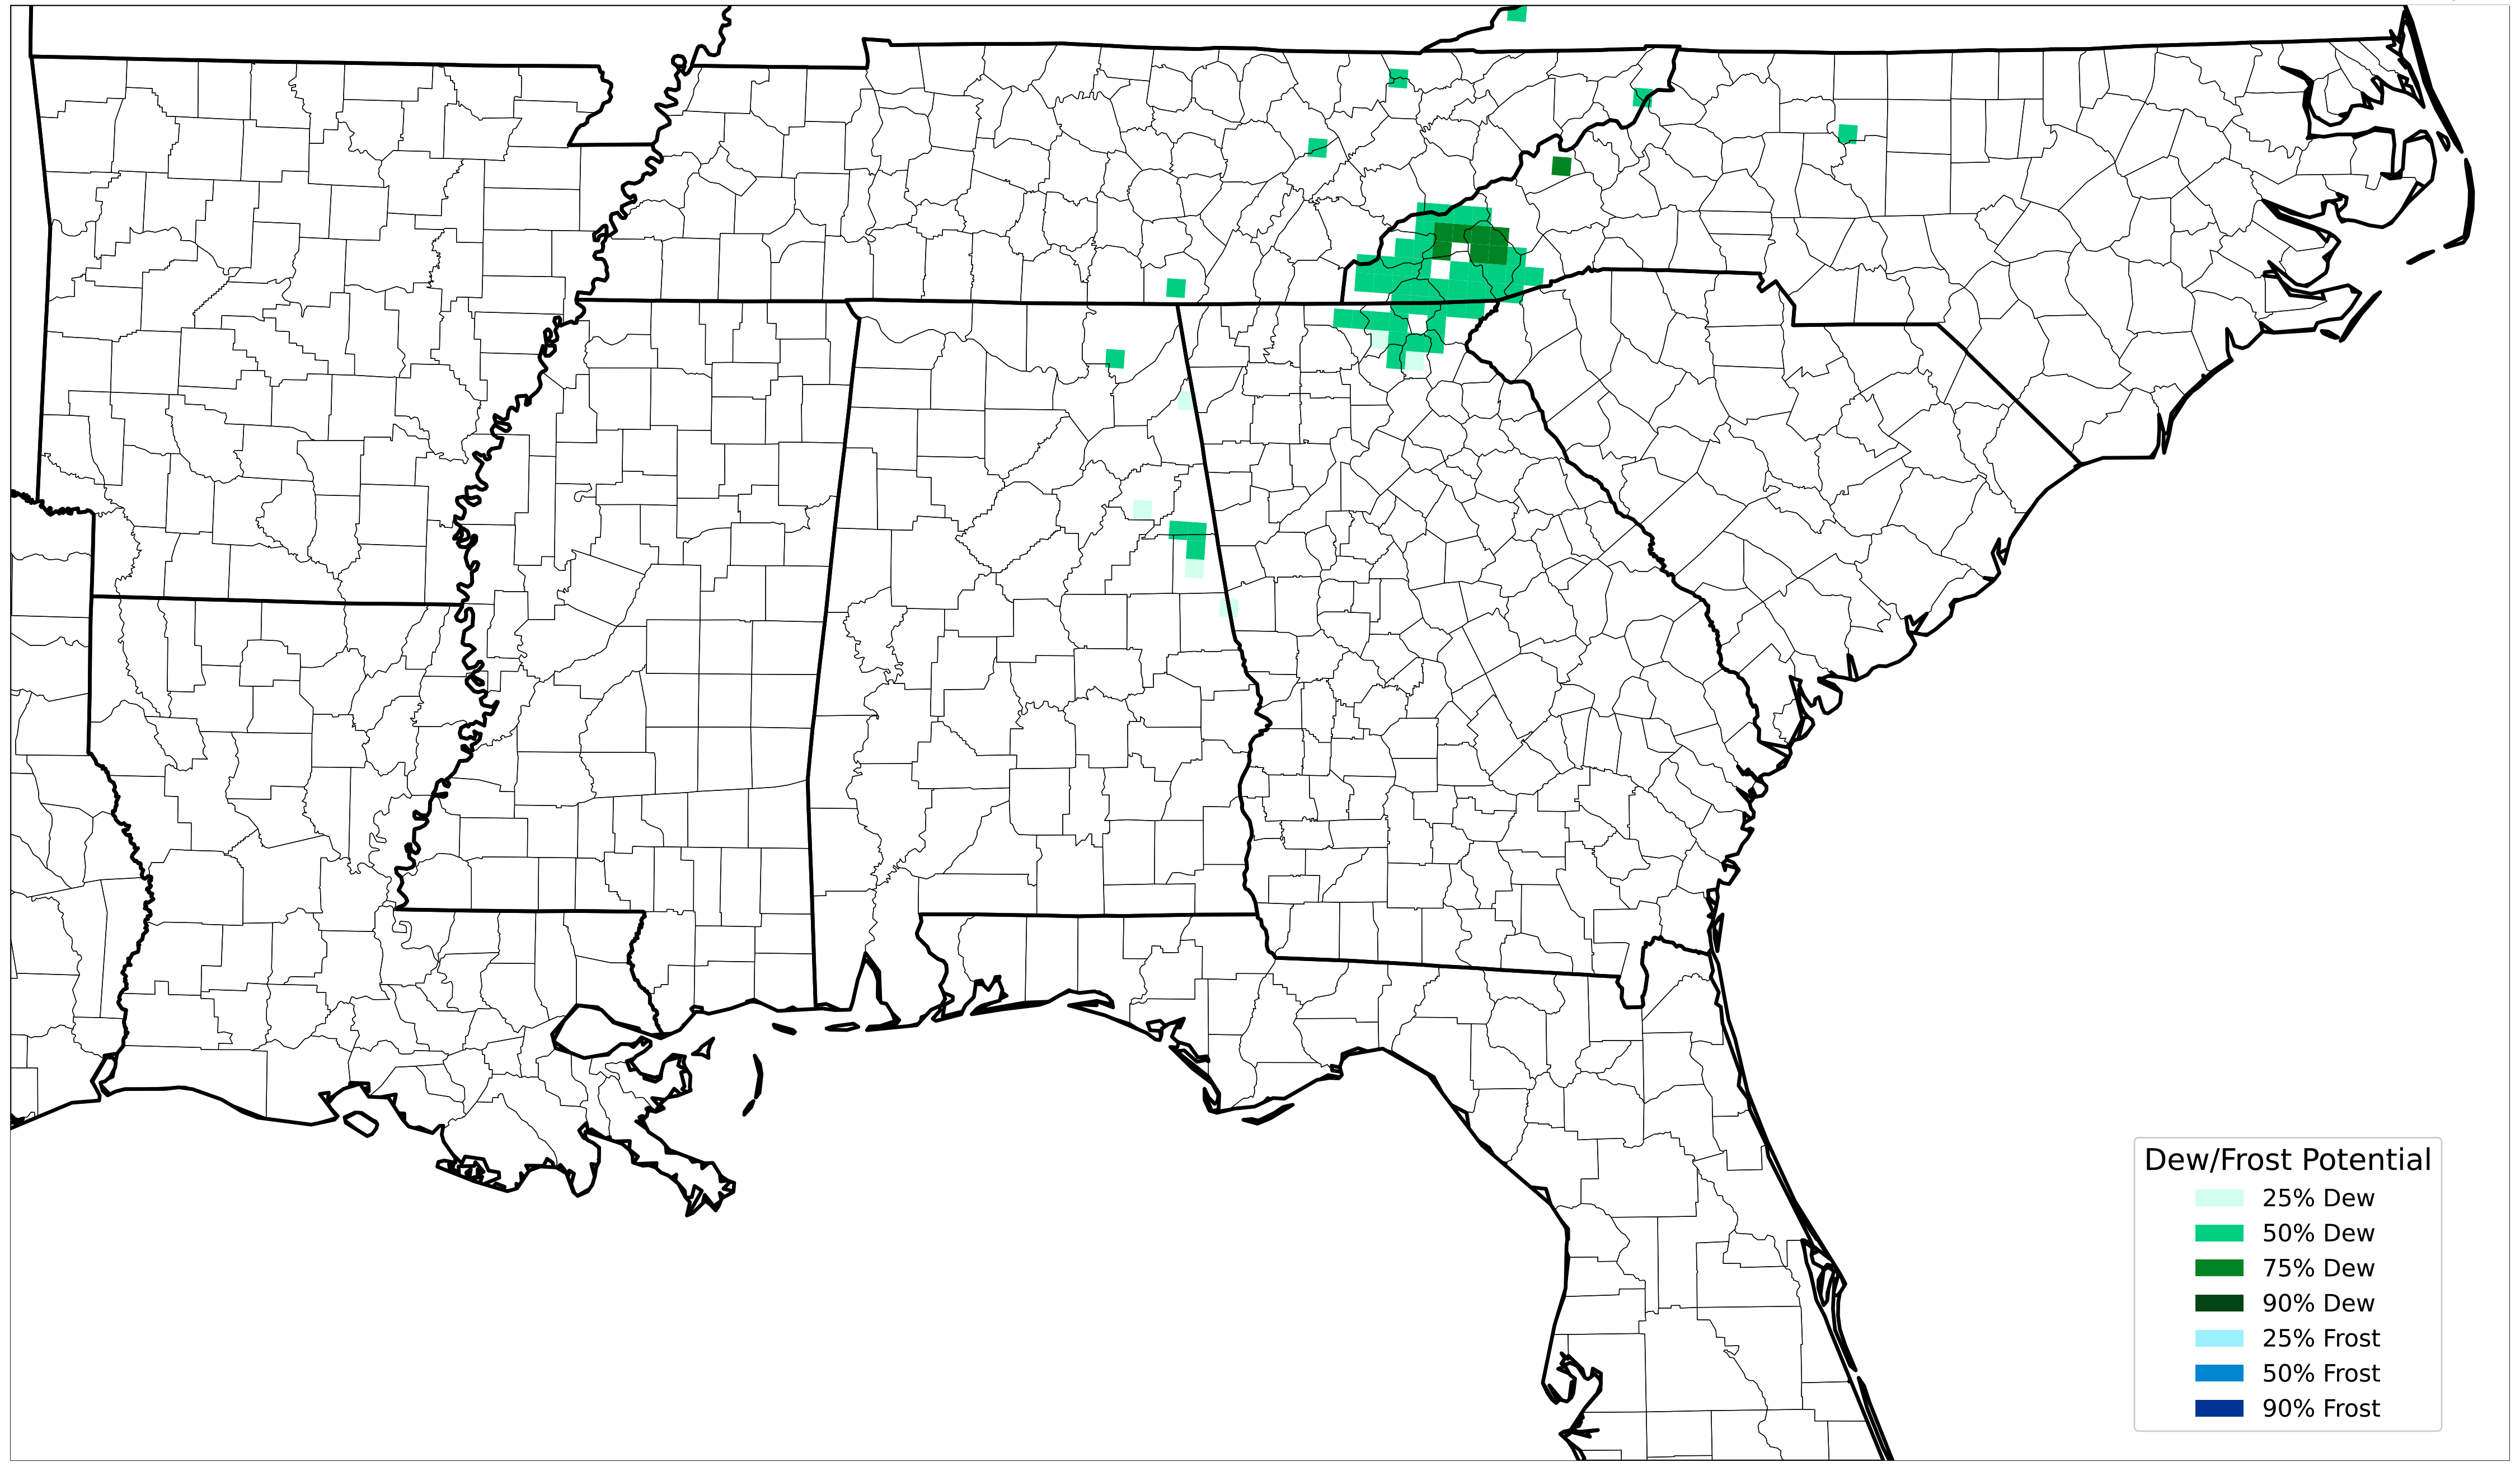 Dew/Frost Potential
25% Dew
50% Dew
75% Dew
90% Dew
25% Frost
50% Frost
90% Frost